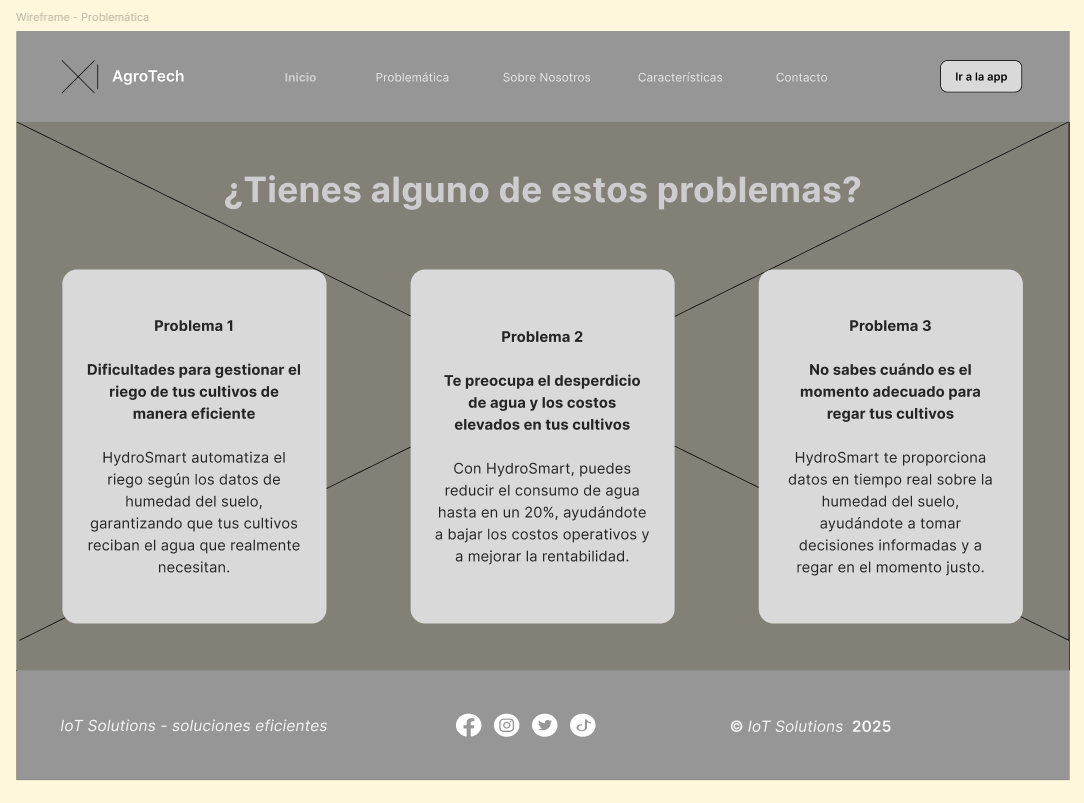 Wireframe - Problemática
AgroTech
Inicio
Problemática
Sobre Nosotros
Características
Contacto
Ir a la app
¿Tienes alguno de estos problemas?
Problema 1
Dificultades para gestionar el
riego de tus cultivos de
manera eficiente
HydroSmart automatiza el
riego según los datos de
humedad del suelo,
garantizando que tus cultivos
reciban el agua que realmente
necesitan.
Problema 2
Te preocupa el desperdicio
de agua y los costos
elevados en tus cultivos
Con HydroSmart, puedes
reducir el consumo de agua
hasta en un 20%, ayudándote
a bajar los costos operativos y
a mejorar la rentabilidad.
Problema 3
No sabes cuándo es el
momento adecuado para
regar tus cultivos
HydroSmart te proporciona
datos en tiempo real sobre la
humedad del suelo,
ayudándote a tomar
decisiones informadas y a
regar en el momento justo.
IoT Solutions - soluciones eficientes
© IoT Solutions 2025